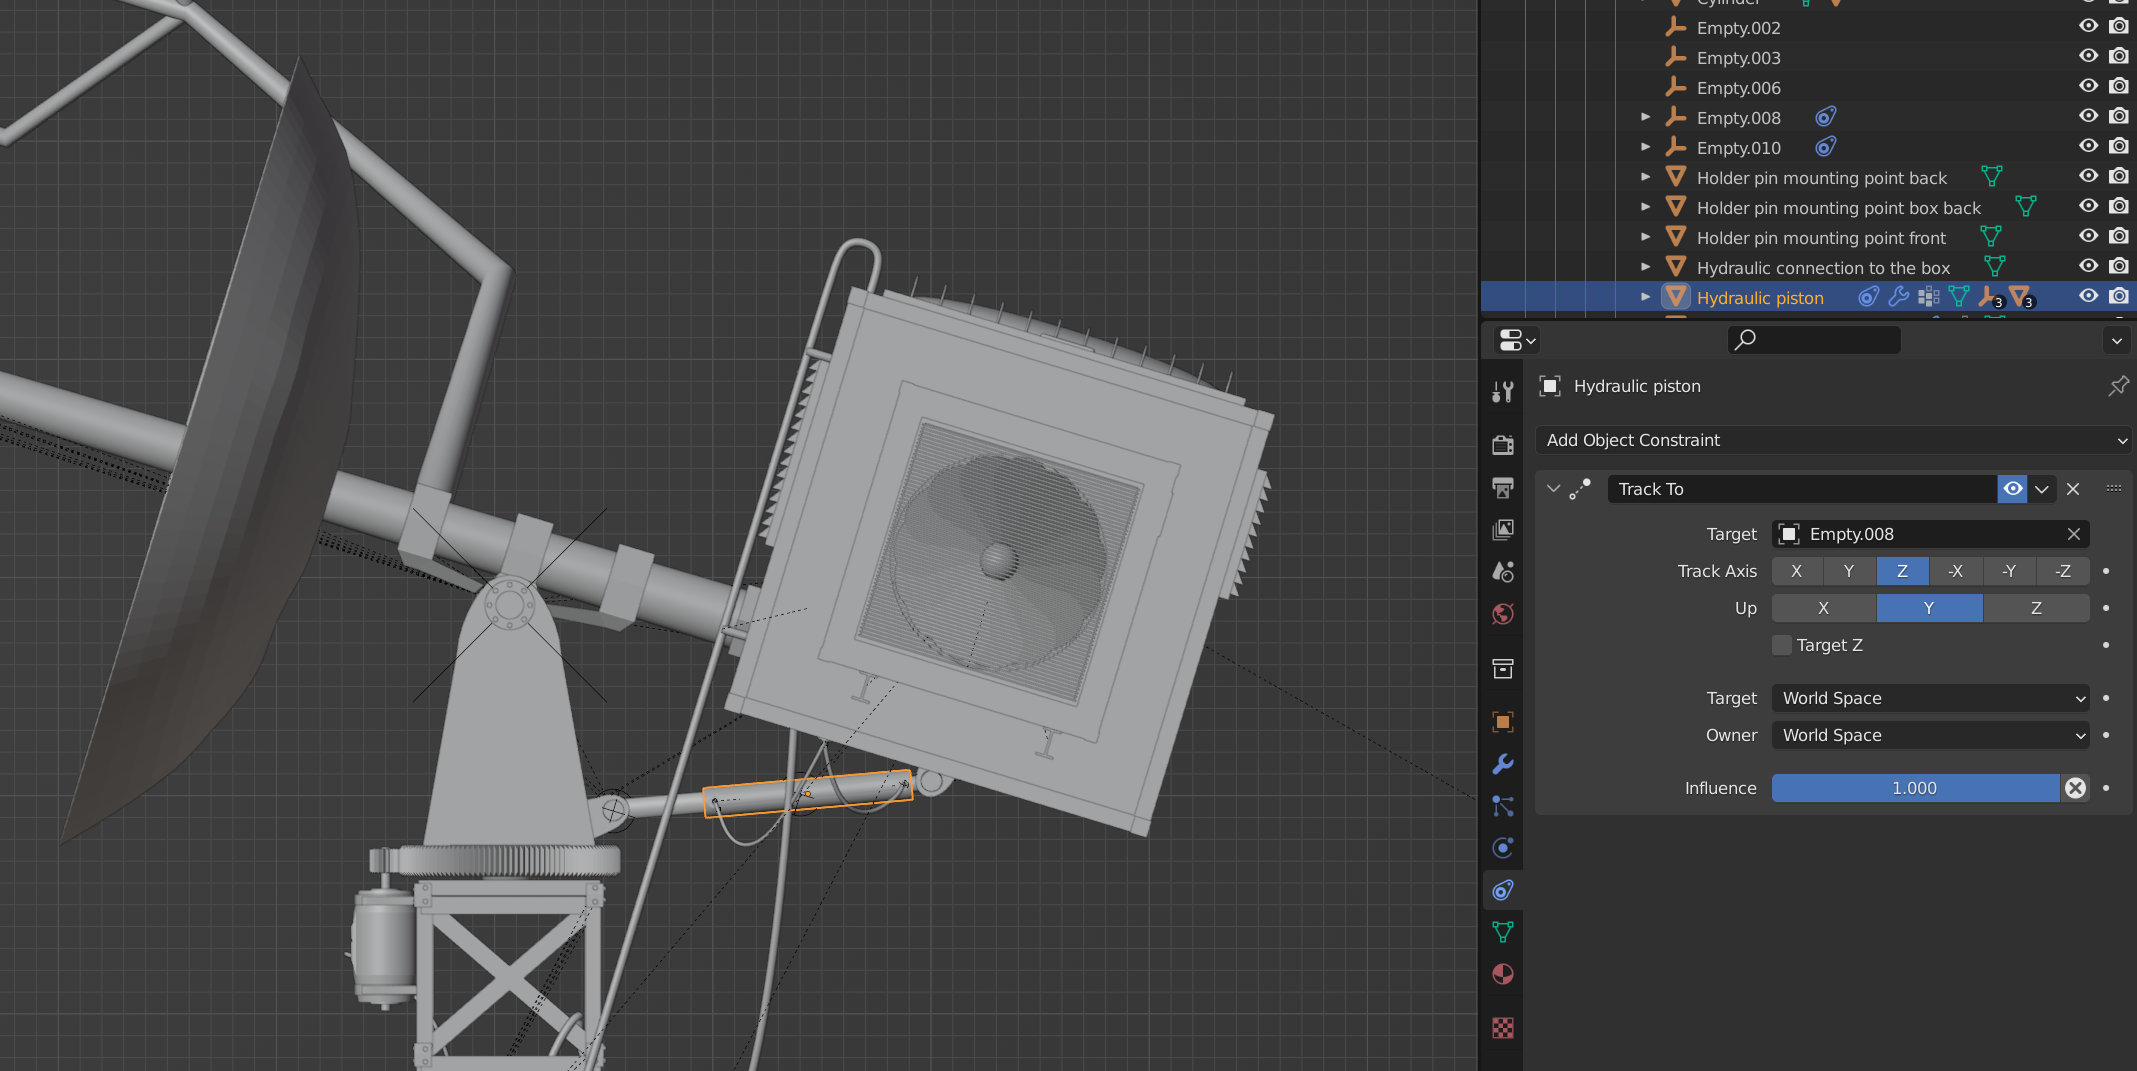 Cylinder
Empty.002
Empty.003
Empty.006
Empty.008
Empty.010
Holder pin mounting point back
Holder pin mounting point box back
Holder pin mounting point front
Hydraulic connection to the box
Hydraulic piston 3 3
Hydraulic piston
Add Object Constraint
Track To
Target Empty.008
Track Axis X Y Z -X -Y -Z
Up X Y Z
Target Z
Target World Space
Owner World Space
Influence 1.000